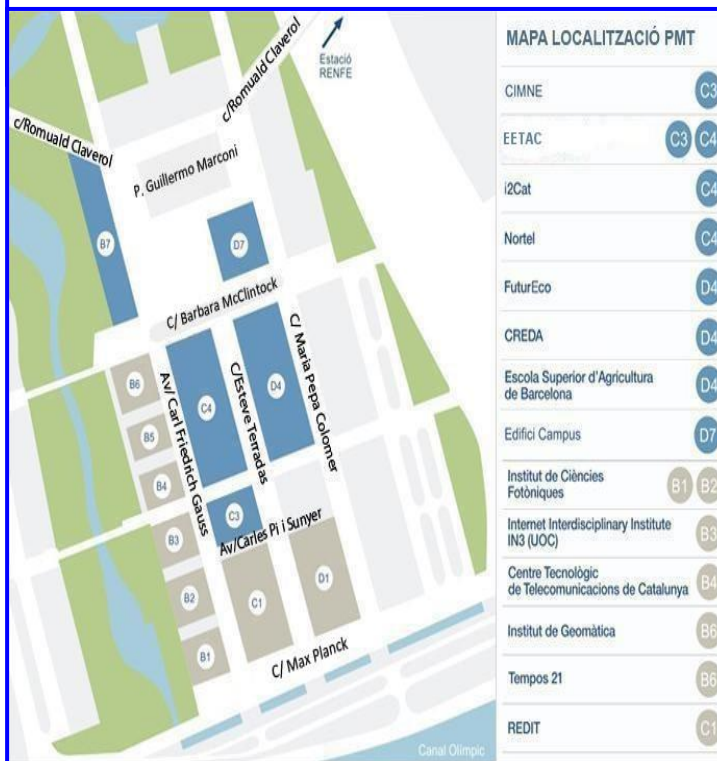 c/Romuald Claverol
Estació
RENFE
c/Romuald Claverol
P. Guillermo Marconi
B7
D7
C/ Barbara McClintock
B6
Av/ Carl Friedrich Gauss
C4
C/Esteve Terradas
D4
C/ Maria Pepa Colomer
B5
B4
C3
B3
Av/Carles Pi i Sunyer
B2
C1
D1
B1
C/ Max Planck
Canal Olímpic
MAPA LOCALITZACIÓ PMT
CIMNE C3
EETAC C3 C4
i2Cat C4
Nortel C4
FuturEco D4
CREDA D4
Escola Superior d'Agricultura
de Barcelona D4
Edifici Campus D7
Institut de Ciències
Fotòniques B1 B2
Internet Interdisciplinary Institute
IN3 (UOC) B3
Centre Tecnològic
de Telecomunicacions de Catalunya B4
Institut de Geomàtica B6
Tempos 21 B6
REDIT C1